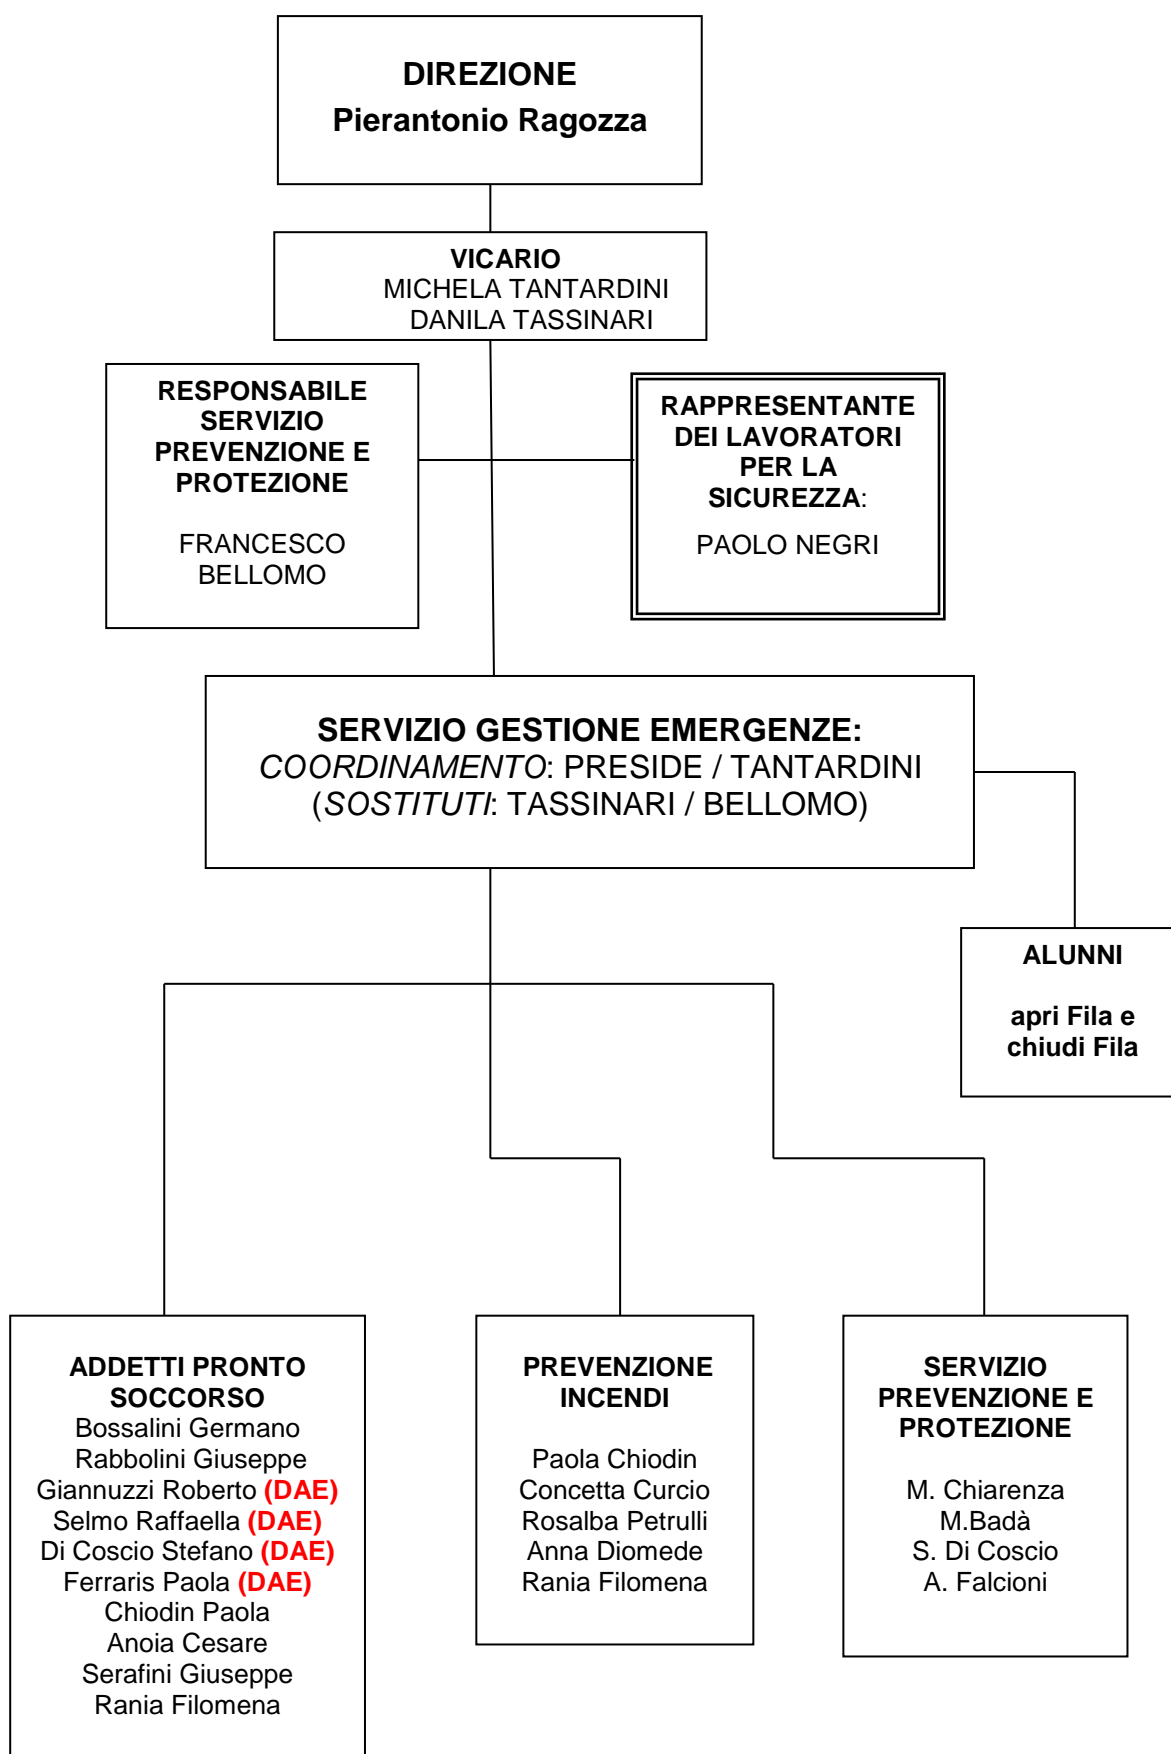 DIREZIONE
Pierantonio Ragozza
VICARIO
MICHELA TANTARDINI
DANILA TASSINARI
RESPONSABILE
SERVIZIO
PREVENZIONE E
PROTEZIONE
FRANCESCO
BELLOMO
RAPPRESENTANTE
DEI LAVORATORI
PER LA
SICUREZZA:
PAOLO NEGRI
SERVIZIO GESTIONE EMERGENZE:
COORDINAMENTO: PRESIDE / TANTARDINI
(SOSTITUTI: TASSINARI / BELLOMO)
ALUNNI
apri Fila e
chiudi Fila
ADDETTI PRONTO
SOCCORSO
Bossalini Germano
Rabbolini Giuseppe
Giannuzzi Roberto (DAE)
Selmo Raffaella (DAE)
Di Coscio Stefano (DAE)
Ferraris Paola (DAE)
Chiodin Paola
Anoia Cesare
Serafini Giuseppe
Rania Filomena
PREVENZIONE
INCENDI
Paola Chiodin
Concetta Curcio
Rosalba Petrulli
Anna Diomede
Rania Filomena
SERVIZIO
PREVENZIONE E
PROTEZIONE
M. Chiarenza
M.Badà
S. Di Coscio
A. Falcioni